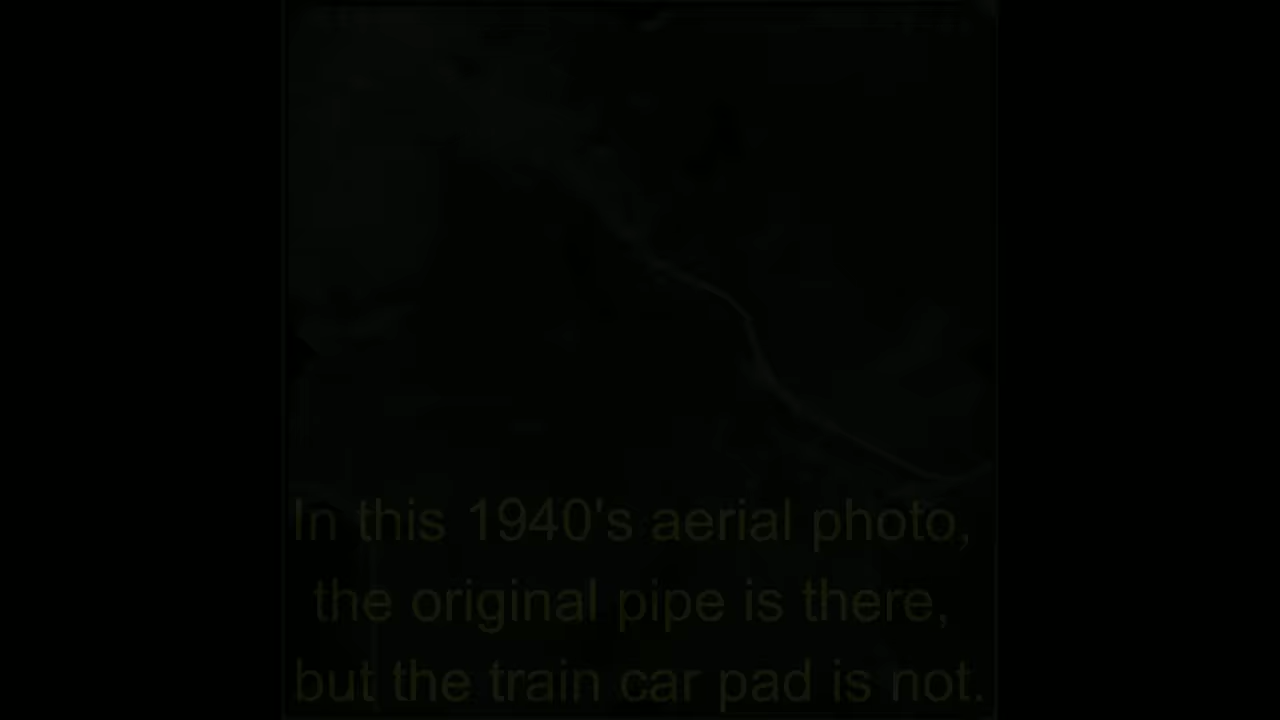 In this 1940's aerial photo,
the original pipe is there,
but the train car pad is not.